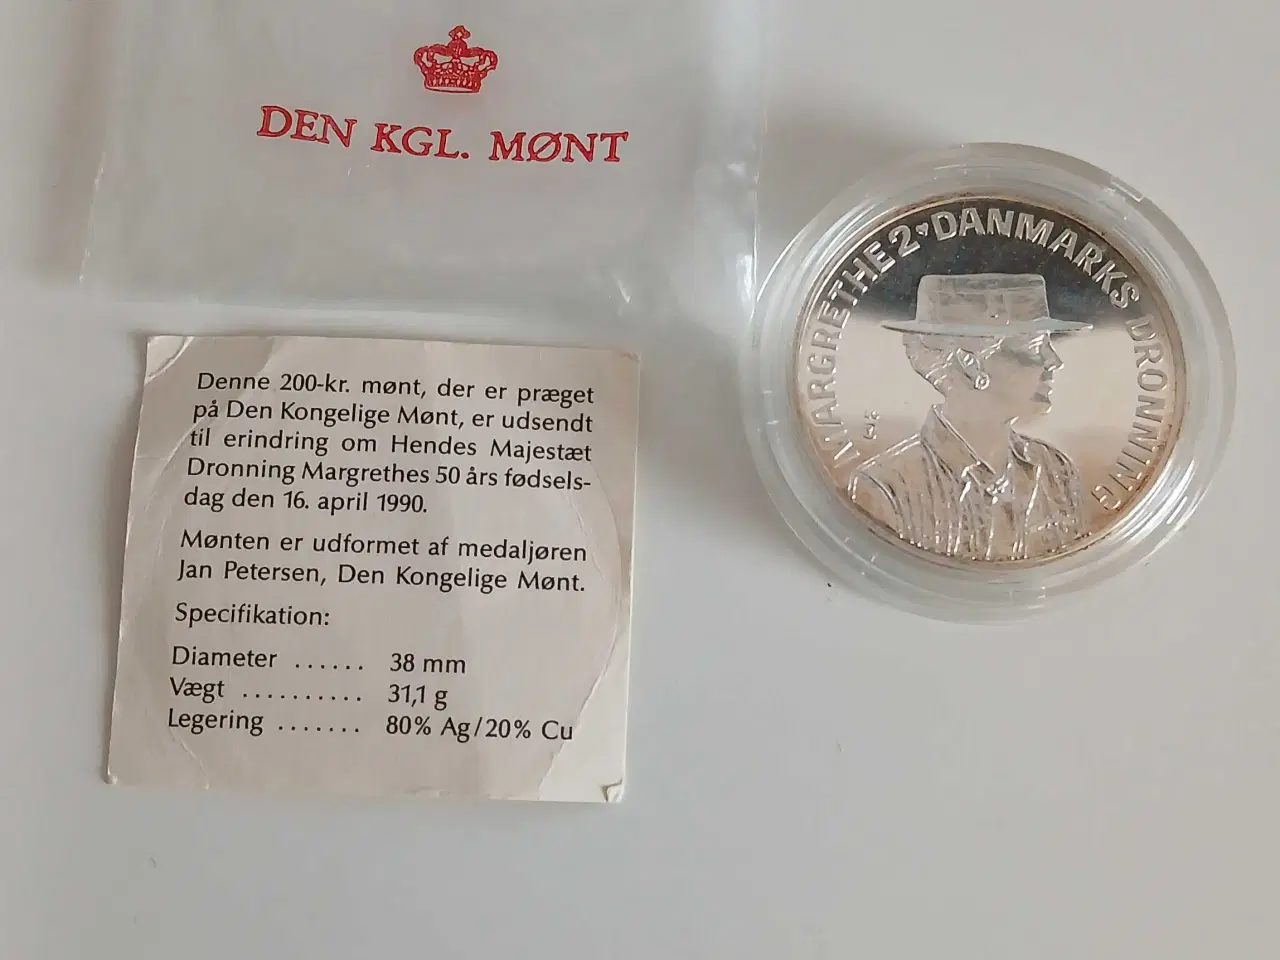 DEN KGL. MØNT
Denne 200-kr. mønt, der er præget
på Den Kongelige Mønt, er udsendt
til erindring om Hendes Majestæt
Dronning Margrethes 50 års fødsels-
dag den 16. april 1990.
Mønten er udformet af medaljøren
Jan Petersen, Den Kongelige Mønt.
Specifikation:
Diameter ...... 38 mm
Vægt .......... 31,1 g
Legering ....... 80% Ag/20% Cu
MARGRETHE 2 ♥ DANMARKS DRONNING